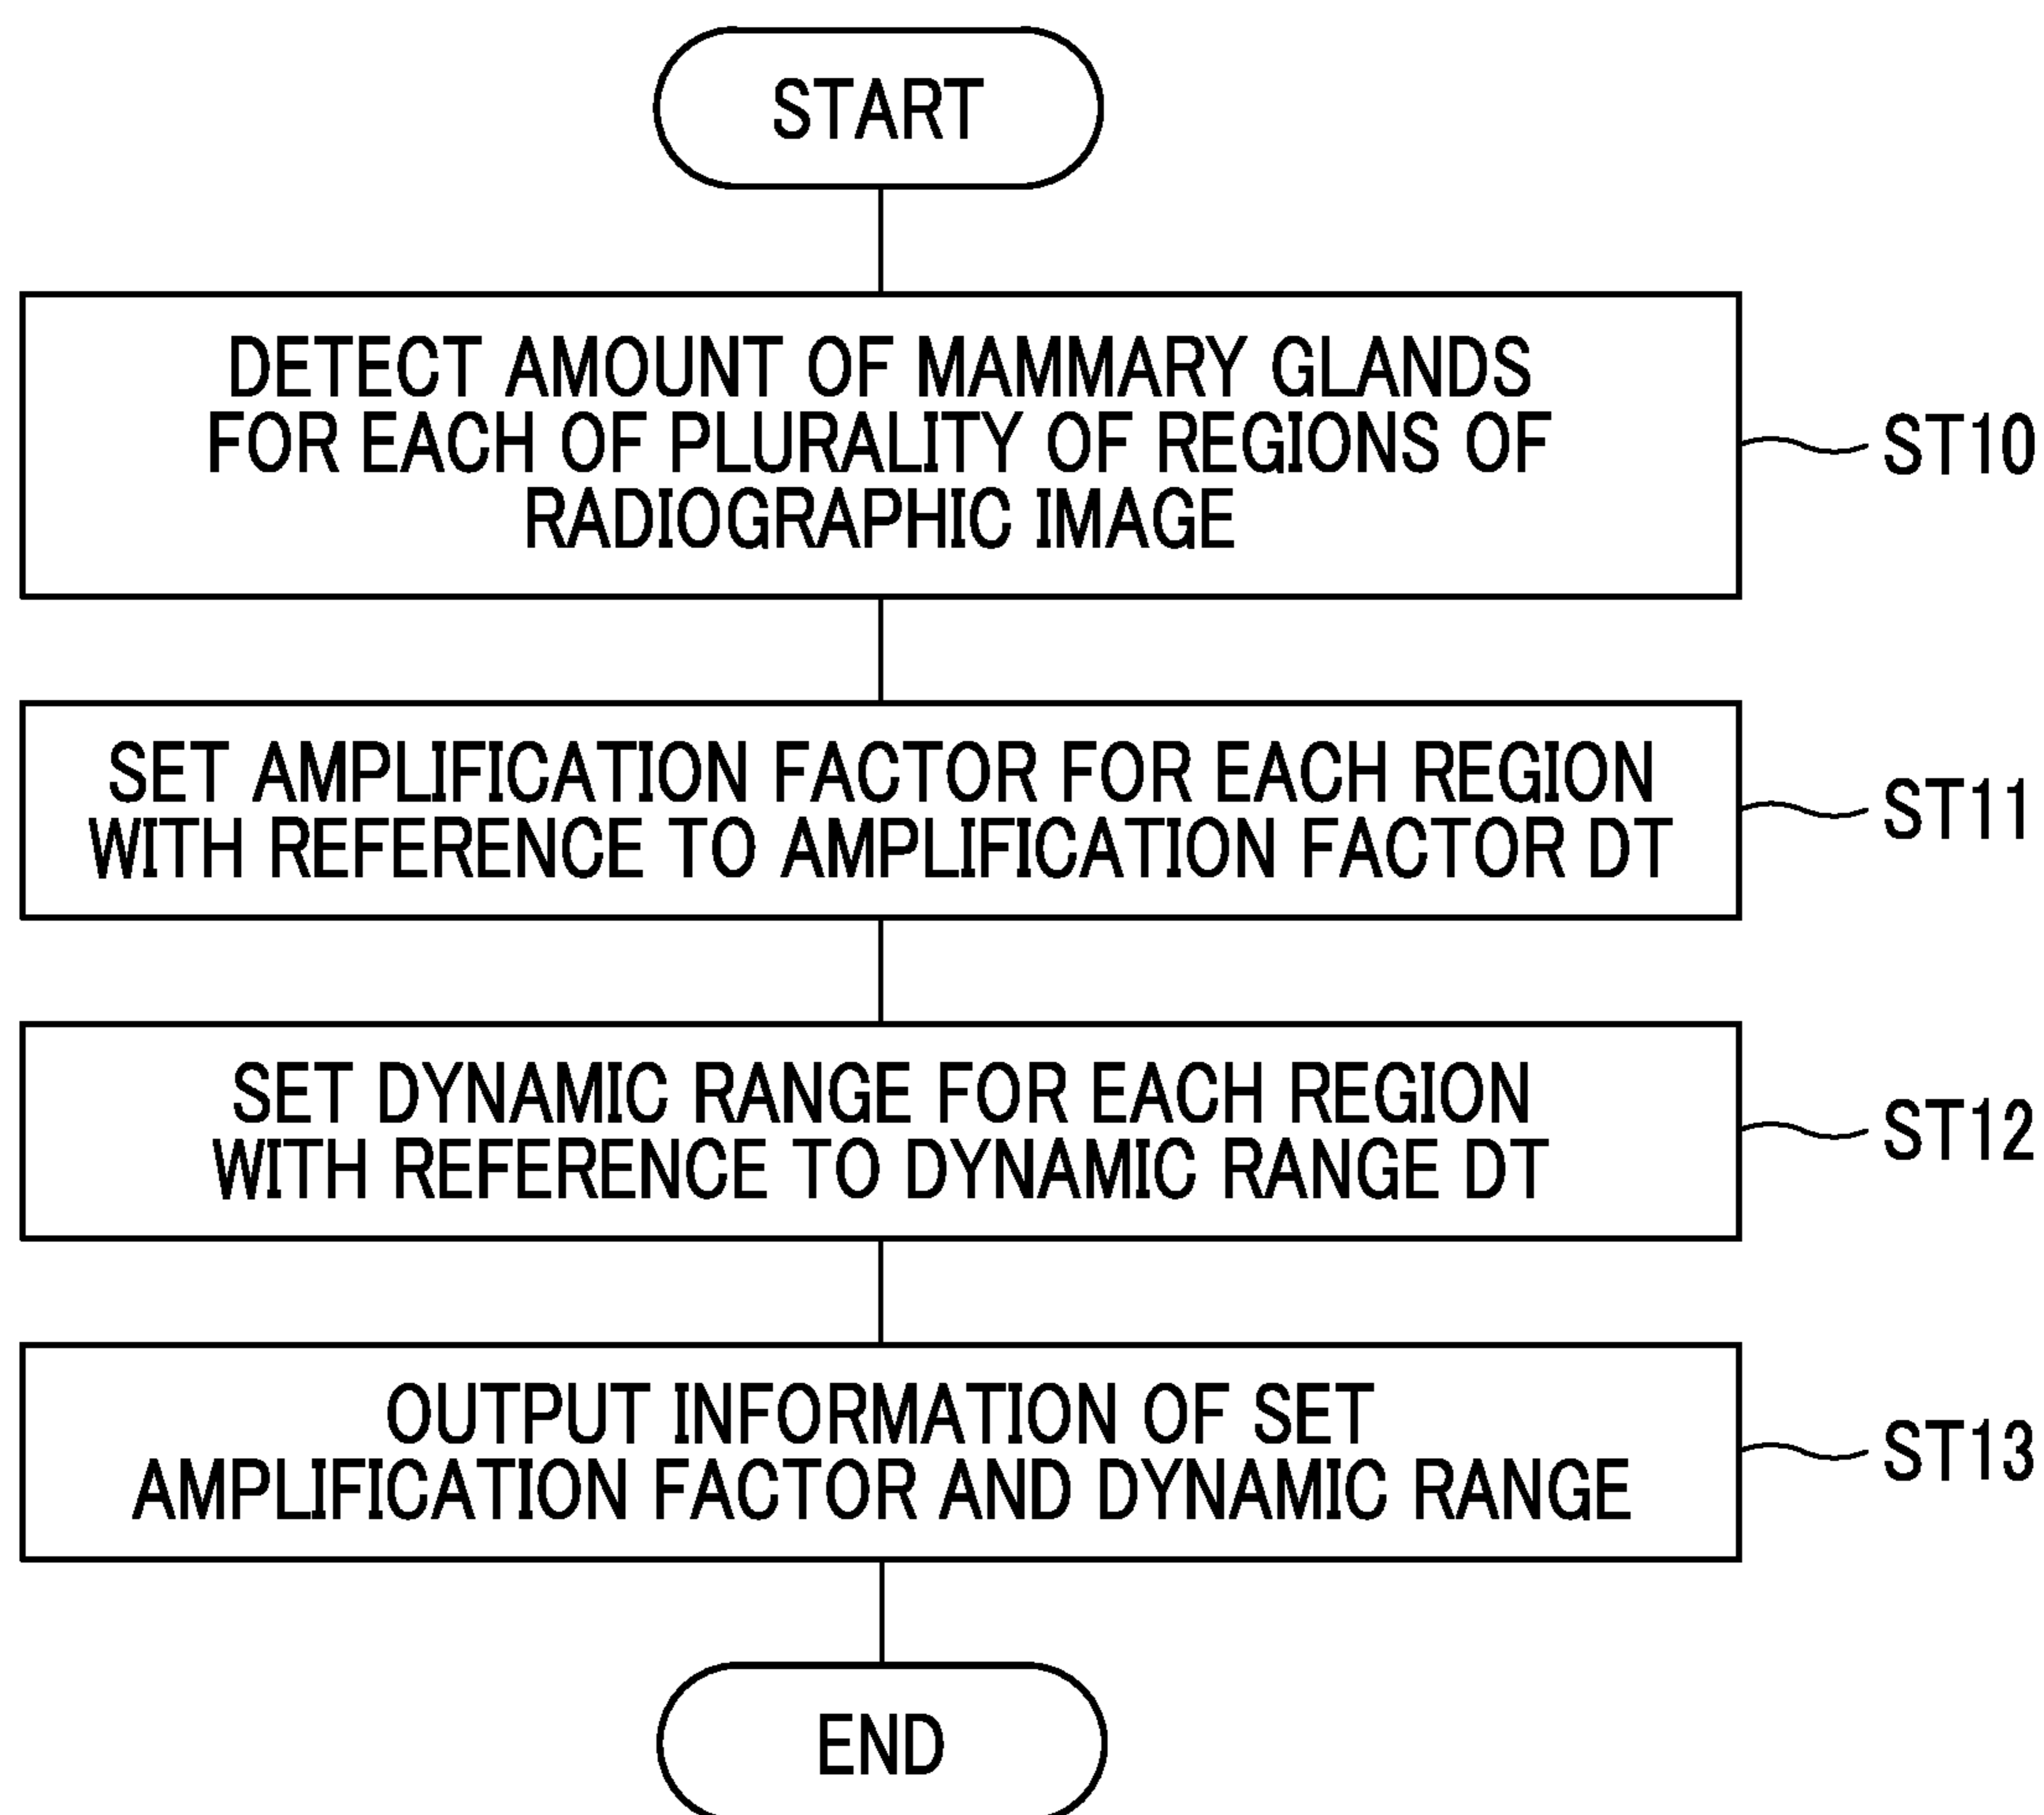 START
DETECT AMOUNT OF MAMMARY GLANDS
FOR EACH OF PLURALITY OF REGIONS OF
RADIOGRAPHIC IMAGE
ST10
SET AMPLIFICATION FACTOR FOR EACH REGION
WITH REFERENCE TO AMPLIFICATION FACTOR DT
ST11
SET DYNAMIC RANGE FOR EACH REGION
WITH REFERENCE TO DYNAMIC RANGE DT
ST12
OUTPUT INFORMATION OF SET
AMPLIFICATION FACTOR AND DYNAMIC RANGE
ST13
END